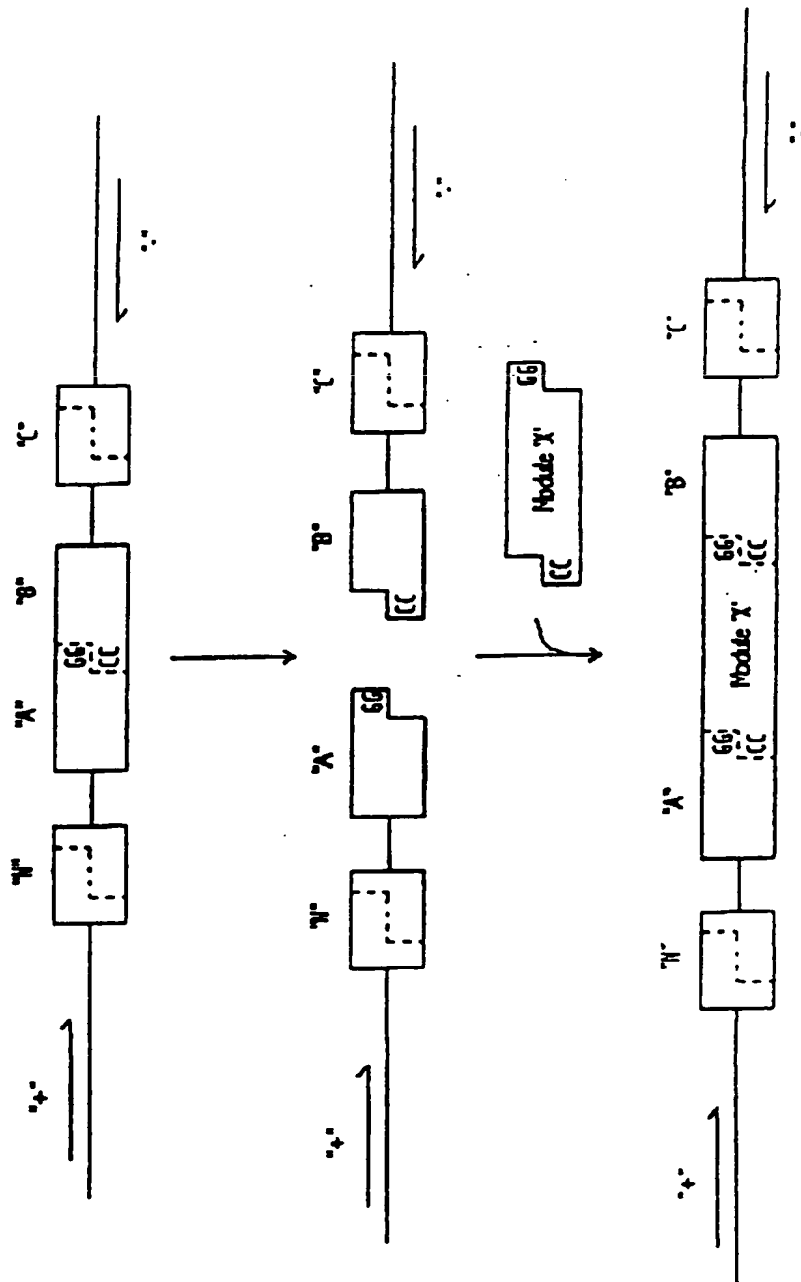 "+" "N" "A" "B" "C" "-"
GG
CC
"+" "N" "A" "B" "C" "-"
GG
CC
CC Module 'X' GG
"+" "N" "A" "B" "C" "-"
GG Module 'X' GG
CC CC